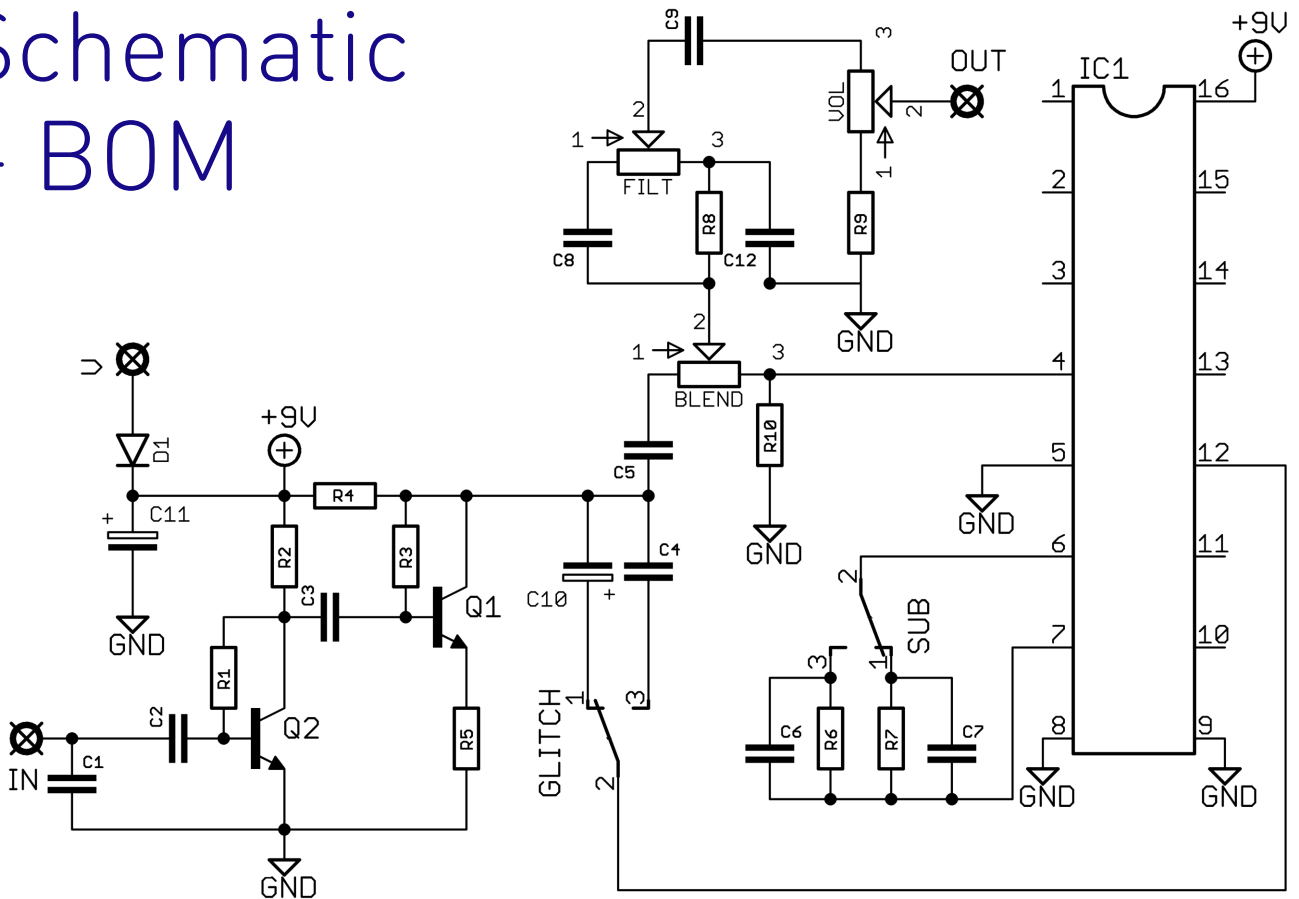 Schematic
+ BOM
C9
3
VOL
2
OUT
1
R9
GND
2
1
3
FILT
C8
R8
C12
2
1
3
BLEND
C5
R10
GND
IC1
+9V
1
16
2
15
3
14
4
13
5
12
6
11
7
10
8
9
GND
GND
GND
V
D1
+9V
+
C11
GND
R4
R2
R3
C3
Q1
R1
C2
Q2
R5
IN
C1
GND
C10
+
C4
GLITCH
1
3
2
2
SUB
3
1
C6
R6
R7
C7